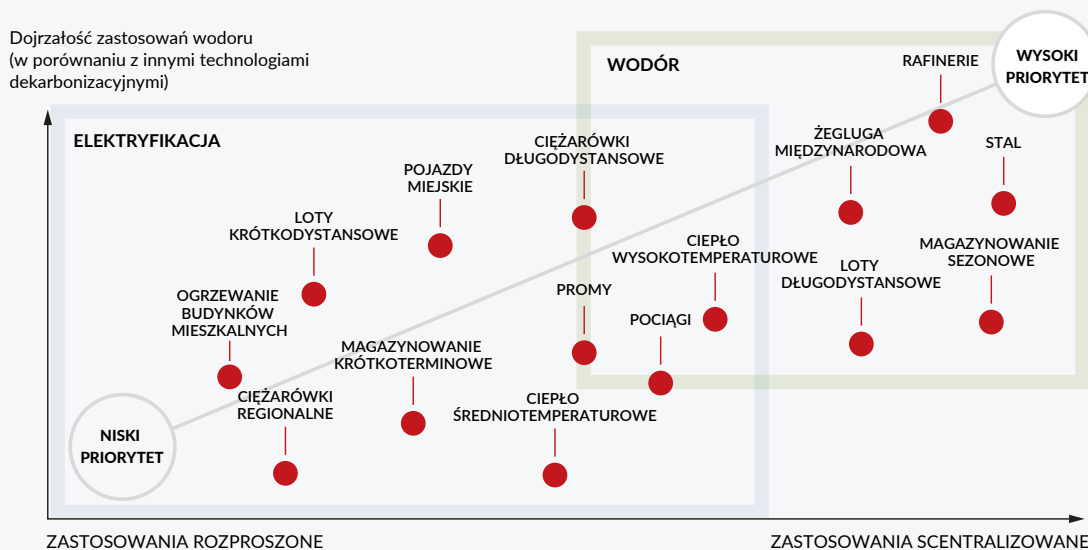 Dojrzałość zastosowań wodoru
(w porównaniu z innymi technologiami
dekarbonizacyjnymi)
WODÓR
RAFINERIE
WYSOKI
PRIORYTET
ELEKTRYFIKACJA
CIĘŻARÓWKI
DŁUGODYSTANSOWE
ŻEGLUGA
MIĘDZYNARODOWA
STAL
POJAZDY
MIEJSKIE
LOTY
KRÓTKODYSTANSOWE
CIEPŁO
WYSOKOTEMPERATUROWE
MAGAZYNOWANIE
SEZONOWE
LOTY
DŁUGODYSTANSOWE
OGRZEWANIE
BUDYNKÓW
MIESZKALNYCH
PROMY
POCIĄGI
MAGAZYNOWANIE
KRÓTKOTERMINOWE
CIĘŻARÓWKI
REGIONALNE
CIEPŁO
ŚREDNIOTEMPERATUROWE
NISKI
PRIORYTET
ZASTOSOWANIA ROZPROSZONE
ZASTOSOWANIA SCENTRALIZOWANE